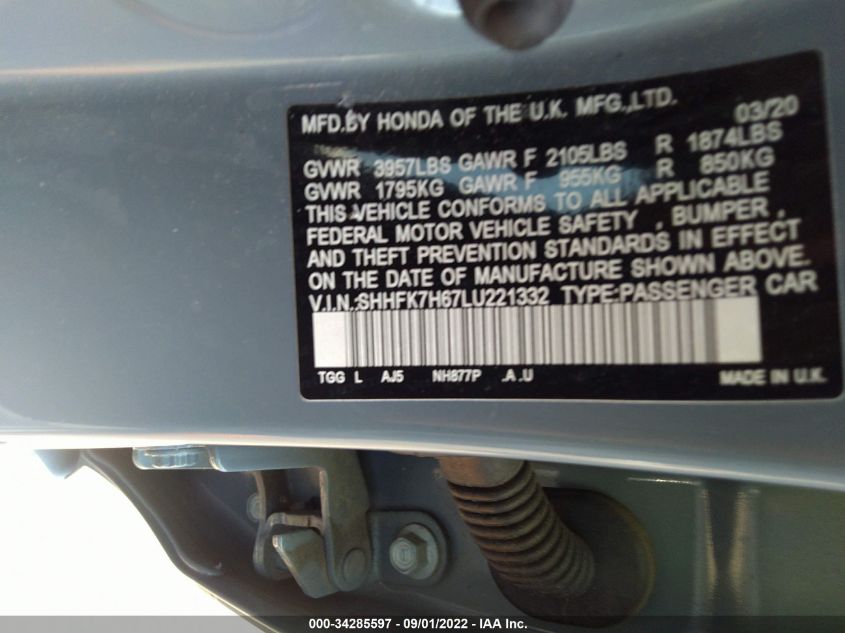 MFD.BY HONDA OF THE U.K. MFG.,LTD. 03/20
GVWR 3957LBS GAWR F 2105LBS R 1874LBS
GVWR 1795KG GAWR F 955KG R 850KG
THIS VEHICLE CONFORMS TO ALL APPLICABLE
FEDERAL MOTOR VEHICLE SAFETY , BUMPER ,
AND THEFT PREVENTION STANDARDS IN EFFECT
ON THE DATE OF MANUFACTURE SHOWN ABOVE.
V.I.N.:SHHFK7H67LU221332 TYPE:PASSENGER CAR
TGG L AJ5 NH877P .A .U MADE IN U.K.
000-34285597 - 09/01/2022 - IAA Inc.